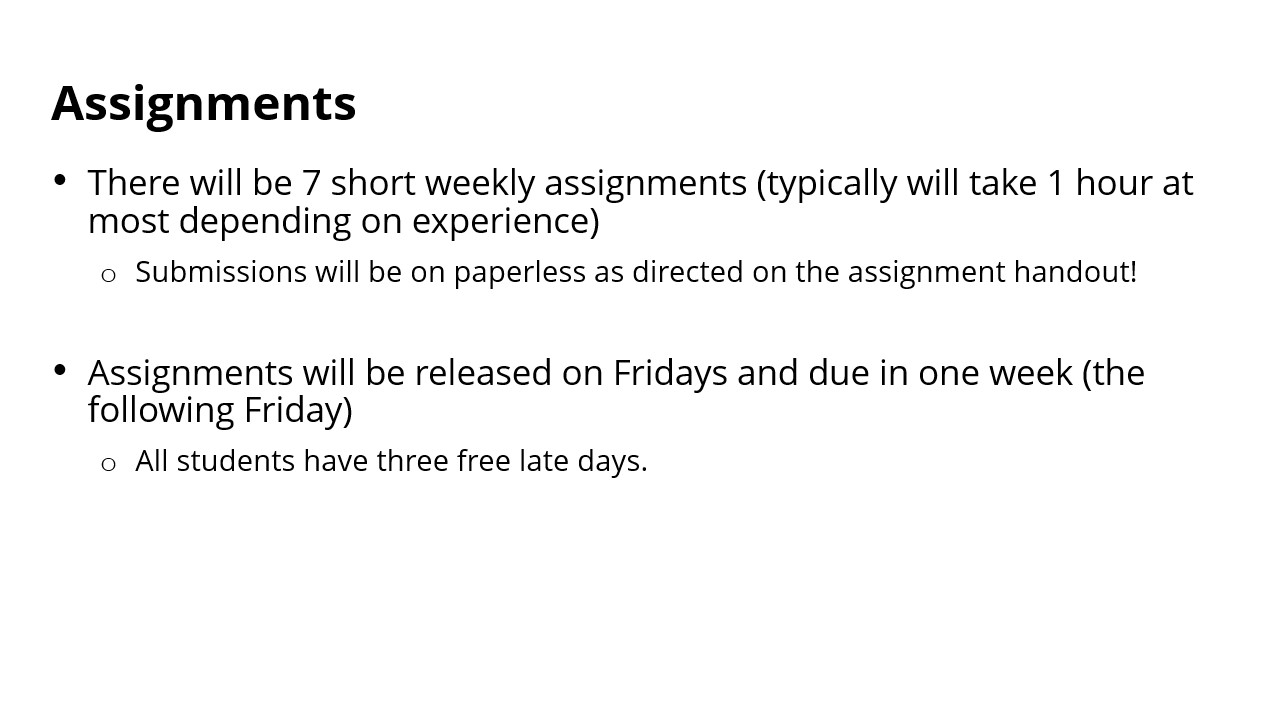 Assignments
• There will be 7 short weekly assignments (typically will take 1 hour at
most depending on experience)
o Submissions will be on paperless as directed on the assignment handout!
• Assignments will be released on Fridays and due in one week (the
following Friday)
o All students have three free late days.